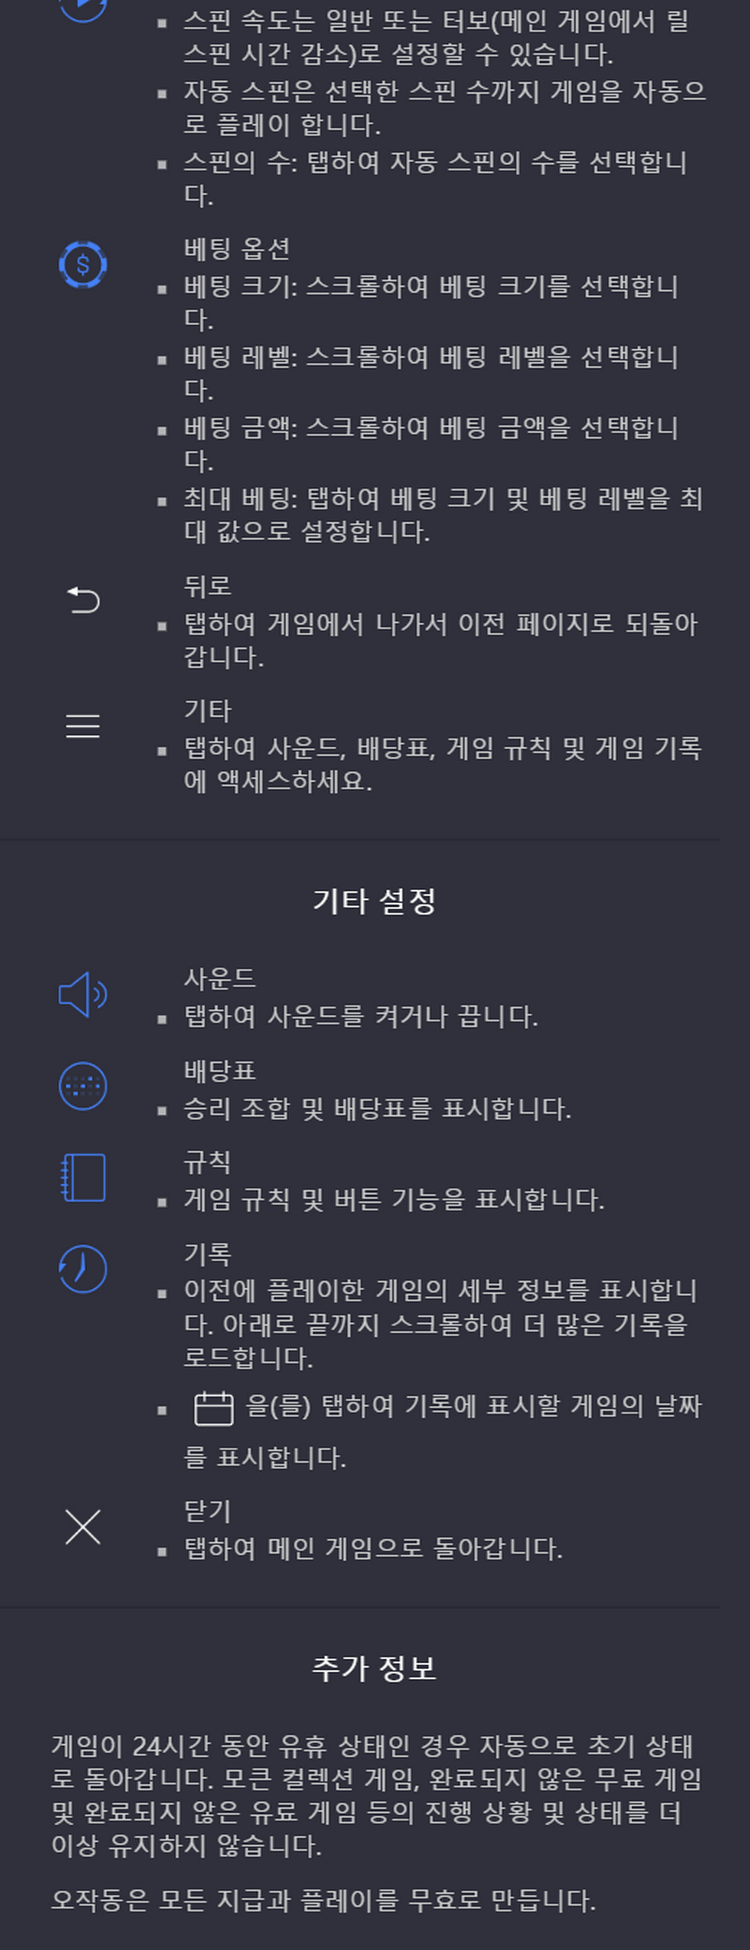 스핀 속도는 일반 또는 터보(메인 게임에서 릴
스핀 시간 감소)로 설정할 수 있습니다.
자동 스핀은 선택한 스핀 수까지 게임을 자동으
로 플레이 합니다.
스핀의 수: 탭하여 자동 스핀의 수를 선택합니
다.
베팅 옵션
베팅 크기: 스크롤하여 베팅 크기를 선택합니
다.
베팅 레벨: 스크롤하여 베팅 레벨을 선택합니
다.
베팅 금액: 스크롤하여 베팅 금액을 선택합니
다.
최대 베팅: 탭하여 베팅 크기 및 베팅 레벨을 최
대 값으로 설정합니다.
뒤로
탭하여 게임에서 나가서 이전 페이지로 되돌아
갑니다.
기타
탭하여 사운드, 배당표, 게임 규칙 및 게임 기록
에 액세스하세요.
기타 설정
사운드
탭하여 사운드를 켜거나 끕니다.
배당표
승리 조합 및 배당표를 표시합니다.
규칙
게임 규칙 및 버튼 기능을 표시합니다.
기록
이전에 플레이한 게임의 세부 정보를 표시합니
다. 아래로 끝까지 스크롤하여 더 많은 기록을
로드합니다.
을(를) 탭하여 기록에 표시할 게임의 날짜
를 표시합니다.
닫기
탭하여 메인 게임으로 돌아갑니다.
추가 정보
게임이 24시간 동안 유휴 상태인 경우 자동으로 초기 상태
로 돌아갑니다. 모큰 컬렉션 게임, 완료되지 않은 무료 게임
및 완료되지 않은 유료 게임 등의 진행 상황 및 상태를 더
이상 유지하지 않습니다.
오작동은 모든 지급과 플레이를 무효로 만듭니다.